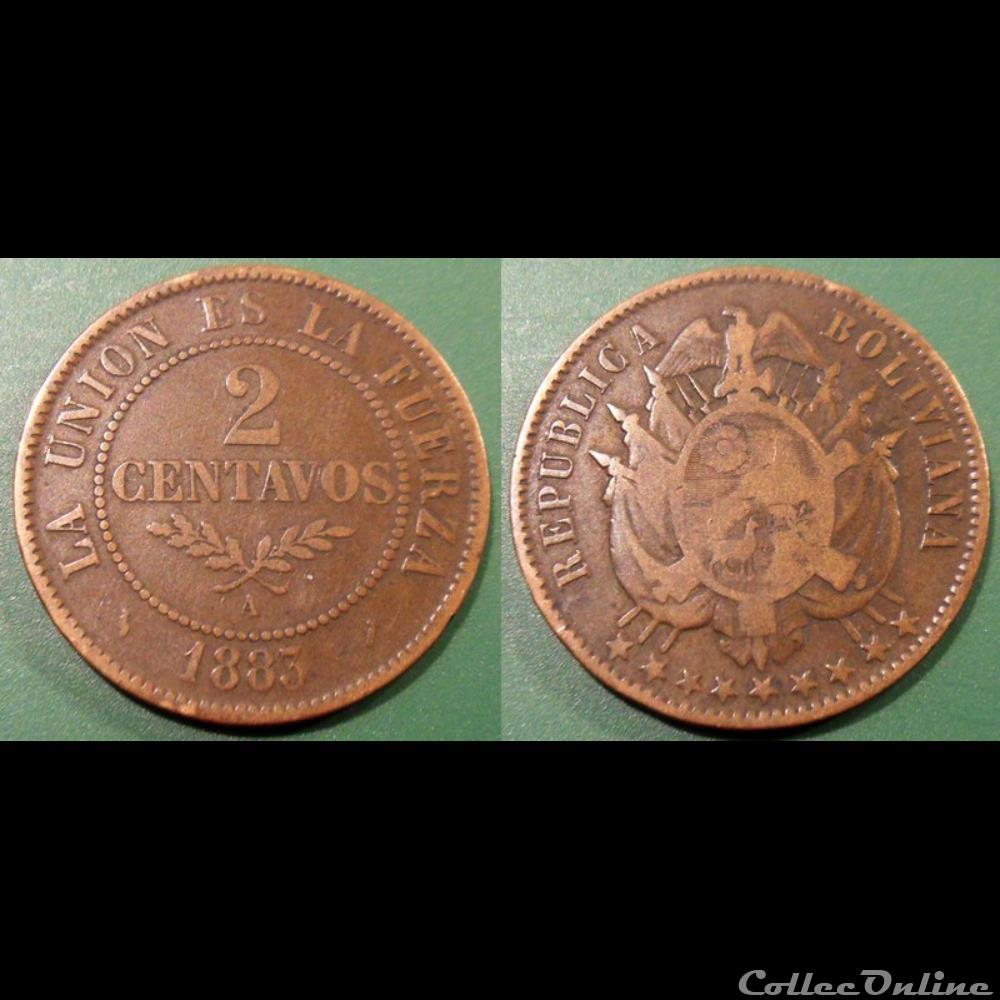 LA UNION ES LA FUERZA
2
CENTAVOS
A
1883
REPUBLICA BOLIVIANA
CollecOnline